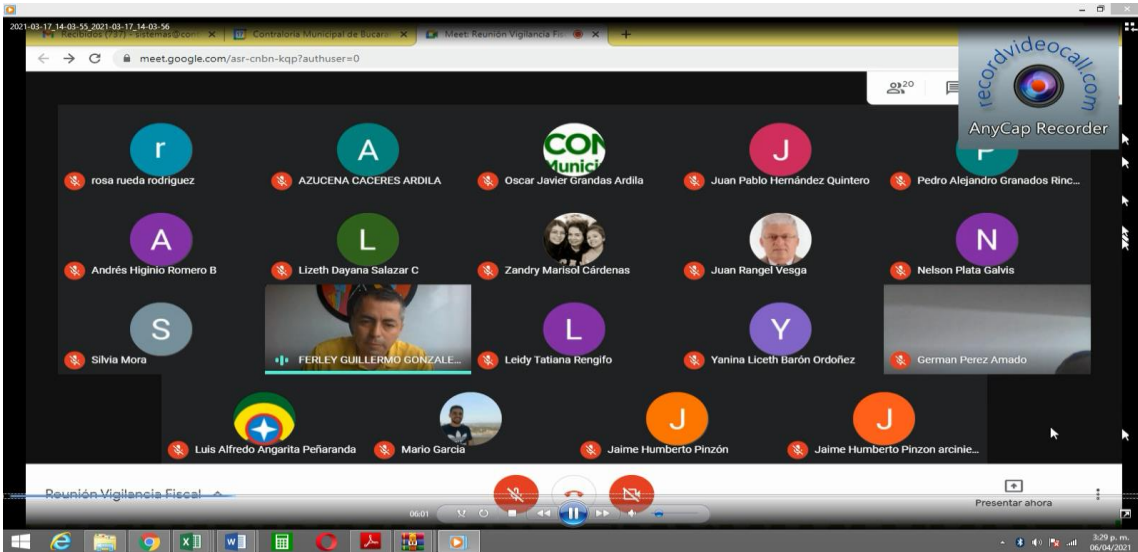 2021-03-17_14-03-55_2021-03-17_14-03-56
Contraloria Municipal de Bucara
Meet: Reunión Vigilancia Fis
meet.google.com/asr-cnbn-kqp?authuser=0
20
recordvideocall.com
AnyCap Recorder
r
A
CON
Munici
J
P
rosa rueda rodriguez
AZUCENA CACERES ARDILA
Oscar Javier Grandas Ardila
Juan Pablo Hernández Quintero
Pedro Alejandro Granados Rinc...
A
L
N
Andrés Higinio Romero B
Lizeth Dayana Salazar C
Zandry Marisol Cárdenas
Juan Rangel Vesga
Nelson Plata Galvis
S
L
Y
Silvia Mora
FERLEY GUILLERMO GONZALE...
Leidy Tatiana Rengifo
Yanina Liceth Barón Ordoñez
German Perez Amado
J
J
Luis Alfredo Angarita Peñaranda
Mario Garcia
Jaime Humberto Pinzón
Jaime Humberto Pinzon arcinie...
Reunión Vigilancia Fiscal
Presentar ahora
06:01
3:29 p. m.
06/04/2021